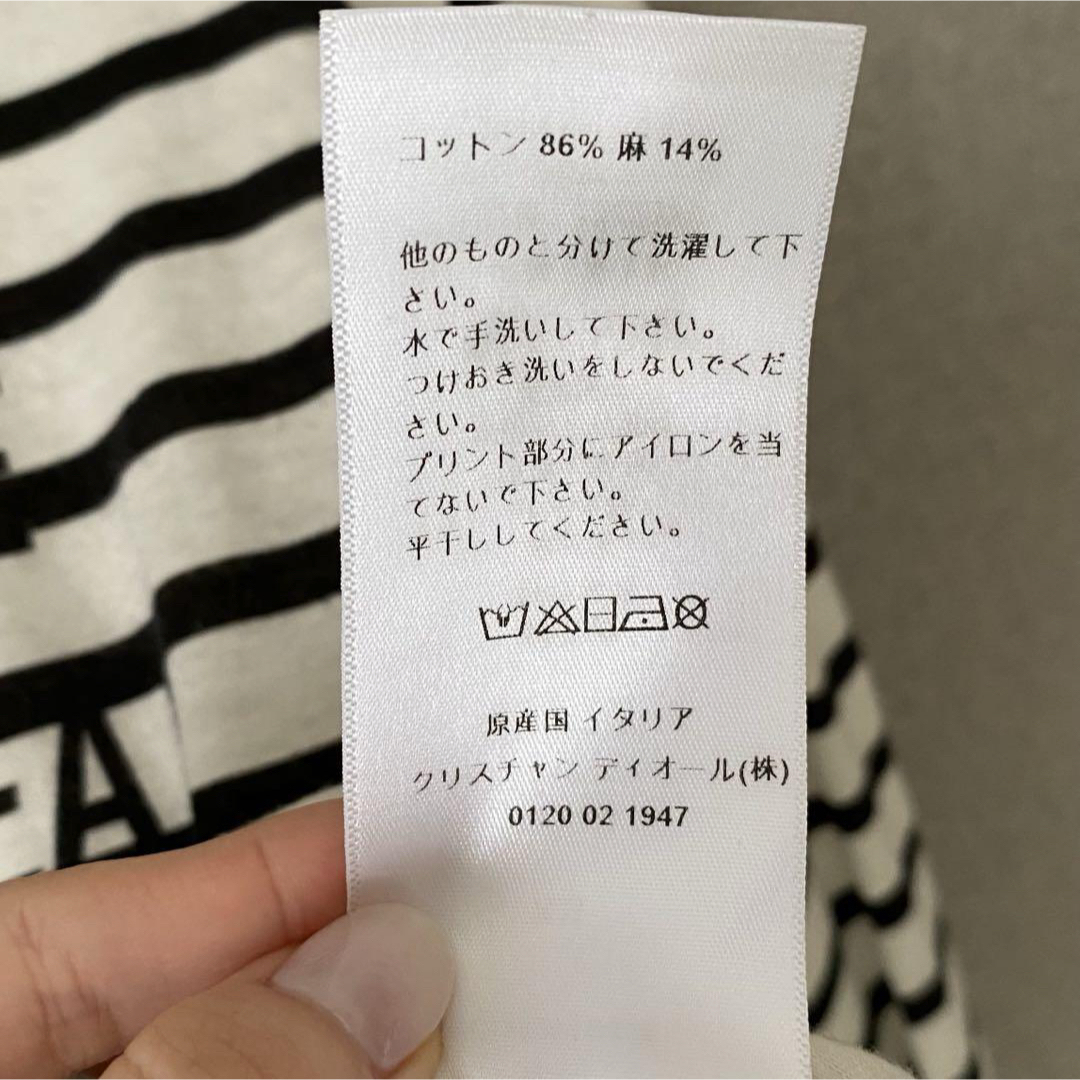 コットン 86% 麻 14%
他のものと分けて洗濯して下
さい。
水で手洗いして下さい。
つけおき洗いをしないでくだ
さい。
プリント部分にアイロンを当
てないで下さい。
平干ししてください。
原産国 イタリア
クリスチャン ディオール(株)
0120 02 1947
EA